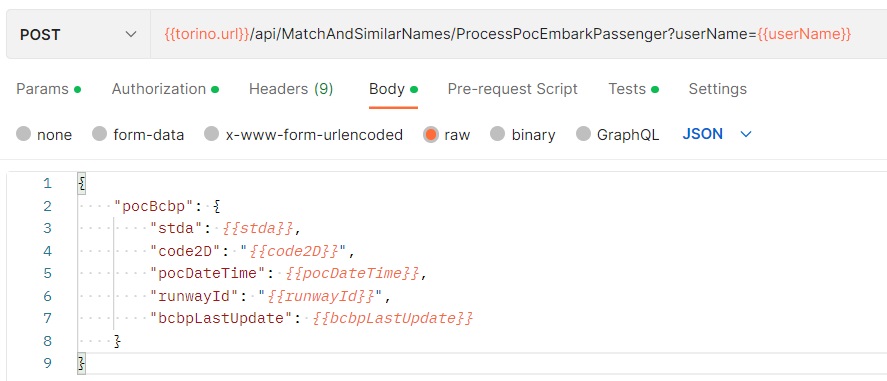 POST {{torino.url}}/api/MatchAndSimilarNames/ProcessPocEmbarkPassenger?userName={{userName}}
Params Authorization Headers (9) Body Pre-request Script Tests Settings
none form-data x-www-form-urlencoded raw binary GraphQL JSON
1 {
2 "pocBcbp": {
3 "stda": {{stda}},
4 "code2D": "{{code2D}}",
5 "pocDateTime": {{pocDateTime}},
6 "runwayId": "{{runwayId}}",
7 "bcbpLastUpdate": {{bcbpLastUpdate}}
8 }
9 }